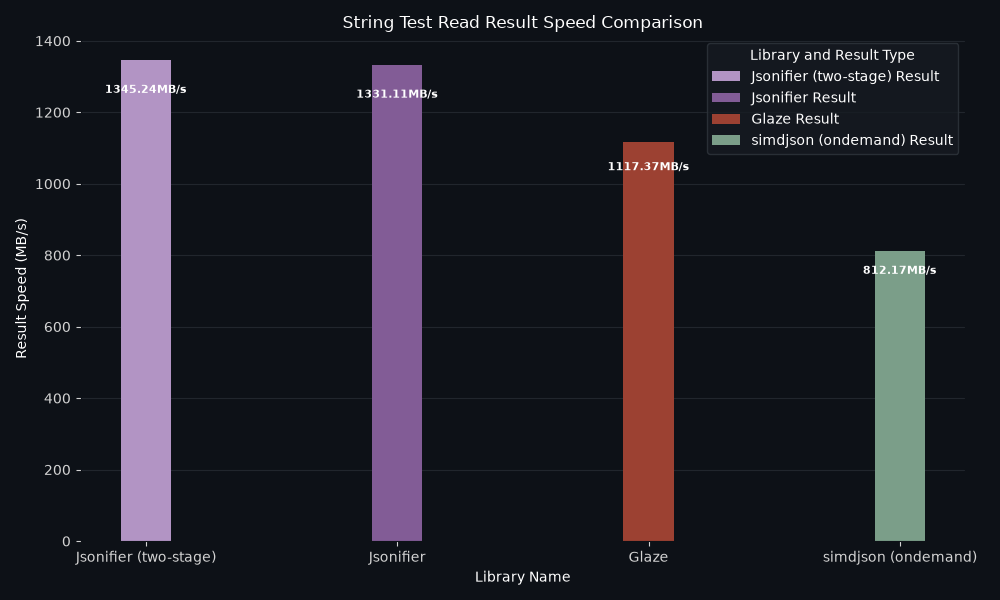 String Test Read Result Speed Comparison
Library and Result Type
Jsonifier (two-stage) Result
Jsonifier Result
Glaze Result
simdjson (ondemand) Result
Result Speed (MB/s)
1400
1200
1000
800
600
400
200
0
1345.24MB/s
1331.11MB/s
1117.37MB/s
812.17MB/s
Jsonifier (two-stage)
Jsonifier
Glaze
simdjson (ondemand)
Library Name